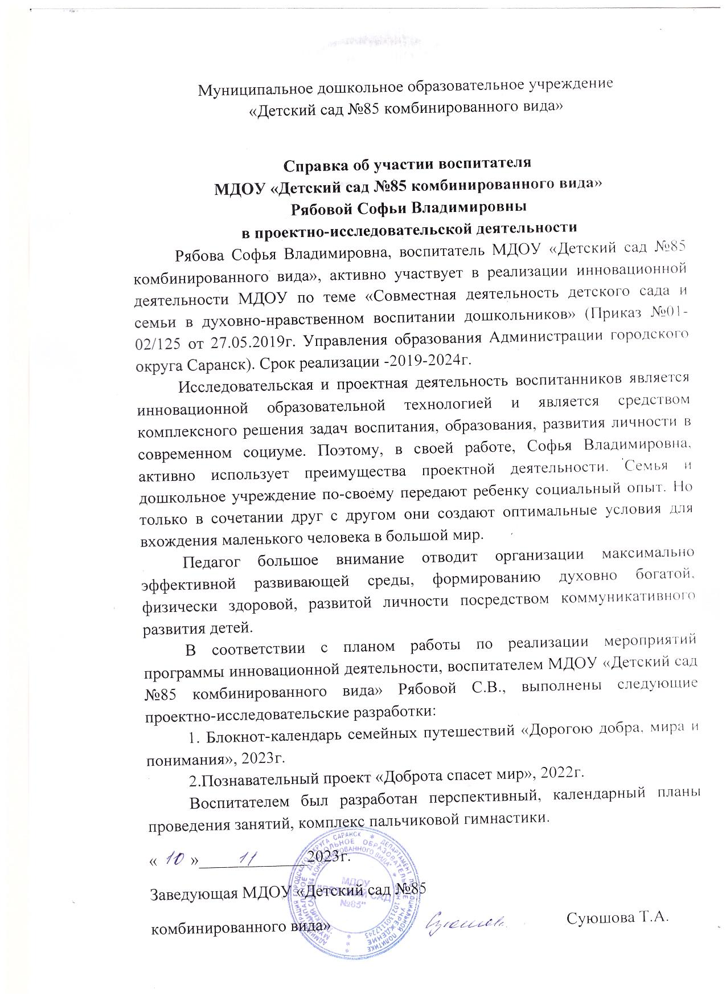 Муниципальное дошкольное образовательное учреждение
«Детский сад №85 комбинированного вида»
Справка об участии воспитателя
МДОУ «Детский сад №85 комбинированного вида»
Рябовой Софьи Владимировны
в проектно-исследовательской деятельности
Рябова Софья Владимировна, воспитатель МДОУ «Детский сад №85
комбинированного вида», активно участвует в реализации инновационной
деятельности МДОУ по теме «Совместная деятельность детского сада и
семьи в духовно-нравственном воспитании дошкольников» (Приказ №01-
02/125 от 27.05.2019г. Управления образования Администрации городского
округа Саранск). Срок реализации -2019-2024г.
Исследовательская и проектная деятельность воспитанников является
инновационной образовательной технологией и является средством
комплексного решения задач воспитания, образования, развития личности в
современном социуме. Поэтому, в своей работе, Софья Владимировна,
активно использует преимущества проектной деятельности. Семья и
дошкольное учреждение по-своему передают ребенку социальный опыт. Но
только в сочетании друг с другом они создают оптимальные условия для
вхождения маленького человека в большой мир.
Педагог большое внимание отводит организации максимально
эффективной развивающей среды, формированию духовно богатой,
физически здоровой, развитой личности посредством коммуникативного
развития детей.
В соответствии с планом работы по реализации мероприятий
программы инновационной деятельности, воспитателем МДОУ «Детский сад
№85 комбинированного вида» Рябовой С.В., выполнены следующие
проектно-исследовательские разработки:
1. Блокнот-календарь семейных путешествий «Дорогою добра, мира и
понимания», 2023г.
2.Познавательный проект «Доброта спасет мир», 2022г.
Воспитателем был разработан перспективный, календарный планы
проведения занятий, комплекс пальчиковой гимнастики.
« 10 » 11 2023г.
Заведующая МДОУ «Детский сад №85
комбинированного вида» Суюшова Т.А.
МДОУ
"ДЕТСКИЙ САД
№85"